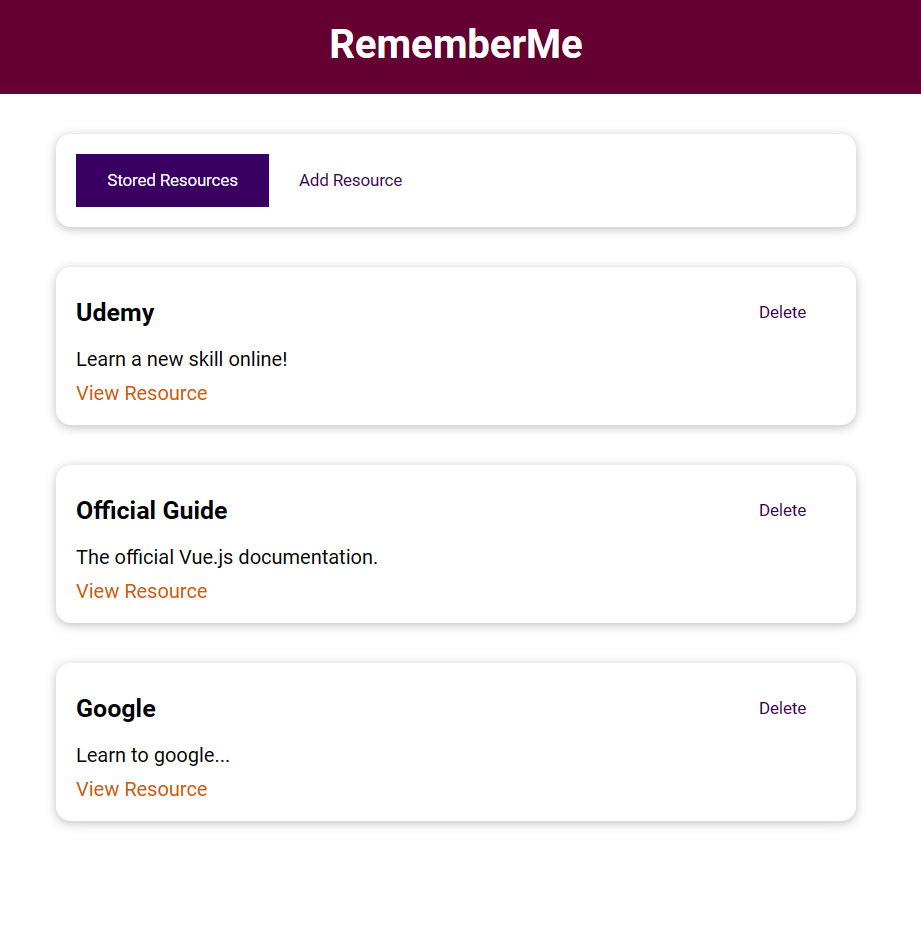 RememberMe
Stored Resources Add Resource
Udemy Delete
Learn a new skill online!
View Resource
Official Guide Delete
The official Vue.js documentation.
View Resource
Google Delete
Learn to google...
View Resource